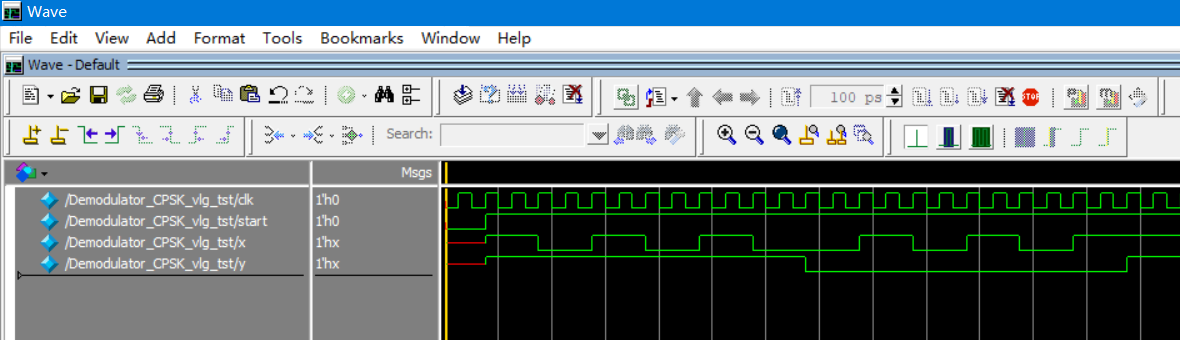 Wave
File Edit View Add Format Tools Bookmarks Window Help
Wave - Default
100 ps
STOP
Search:
Msgs
/Demodulator_CPSK_vlg_tst/clk 1'h0
/Demodulator_CPSK_vlg_tst/start 1'h0
/Demodulator_CPSK_vlg_tst/x 1'hx
/Demodulator_CPSK_vlg_tst/y 1'hx